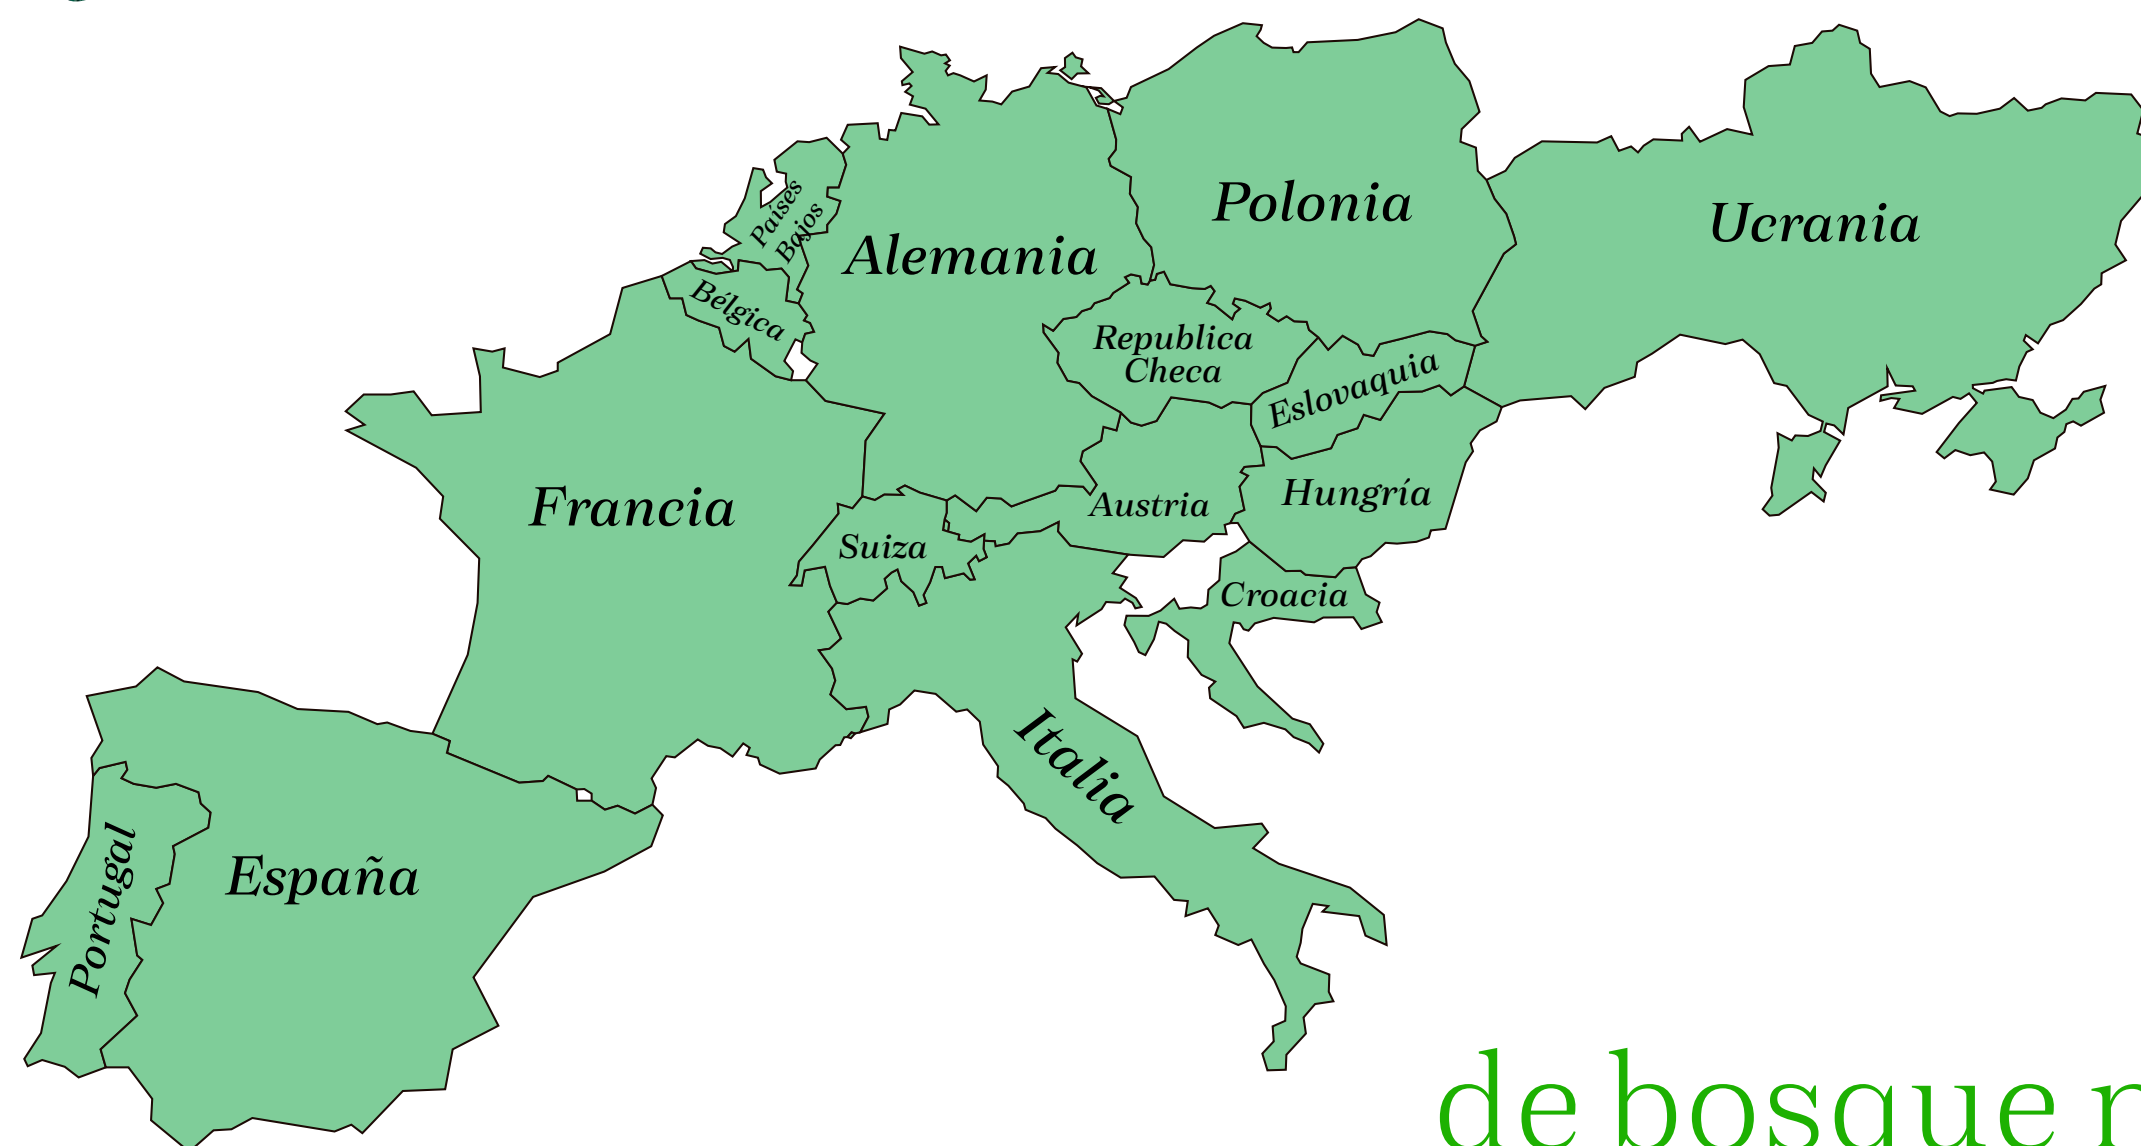 Polonia
Ucrania
Países
Bajos
Alemania
Bélgica
Republica
Checa
Eslovaquia
Francia
Austria
Hungría
Suiza
Croacia
Italia
España
Portugal
de bosque